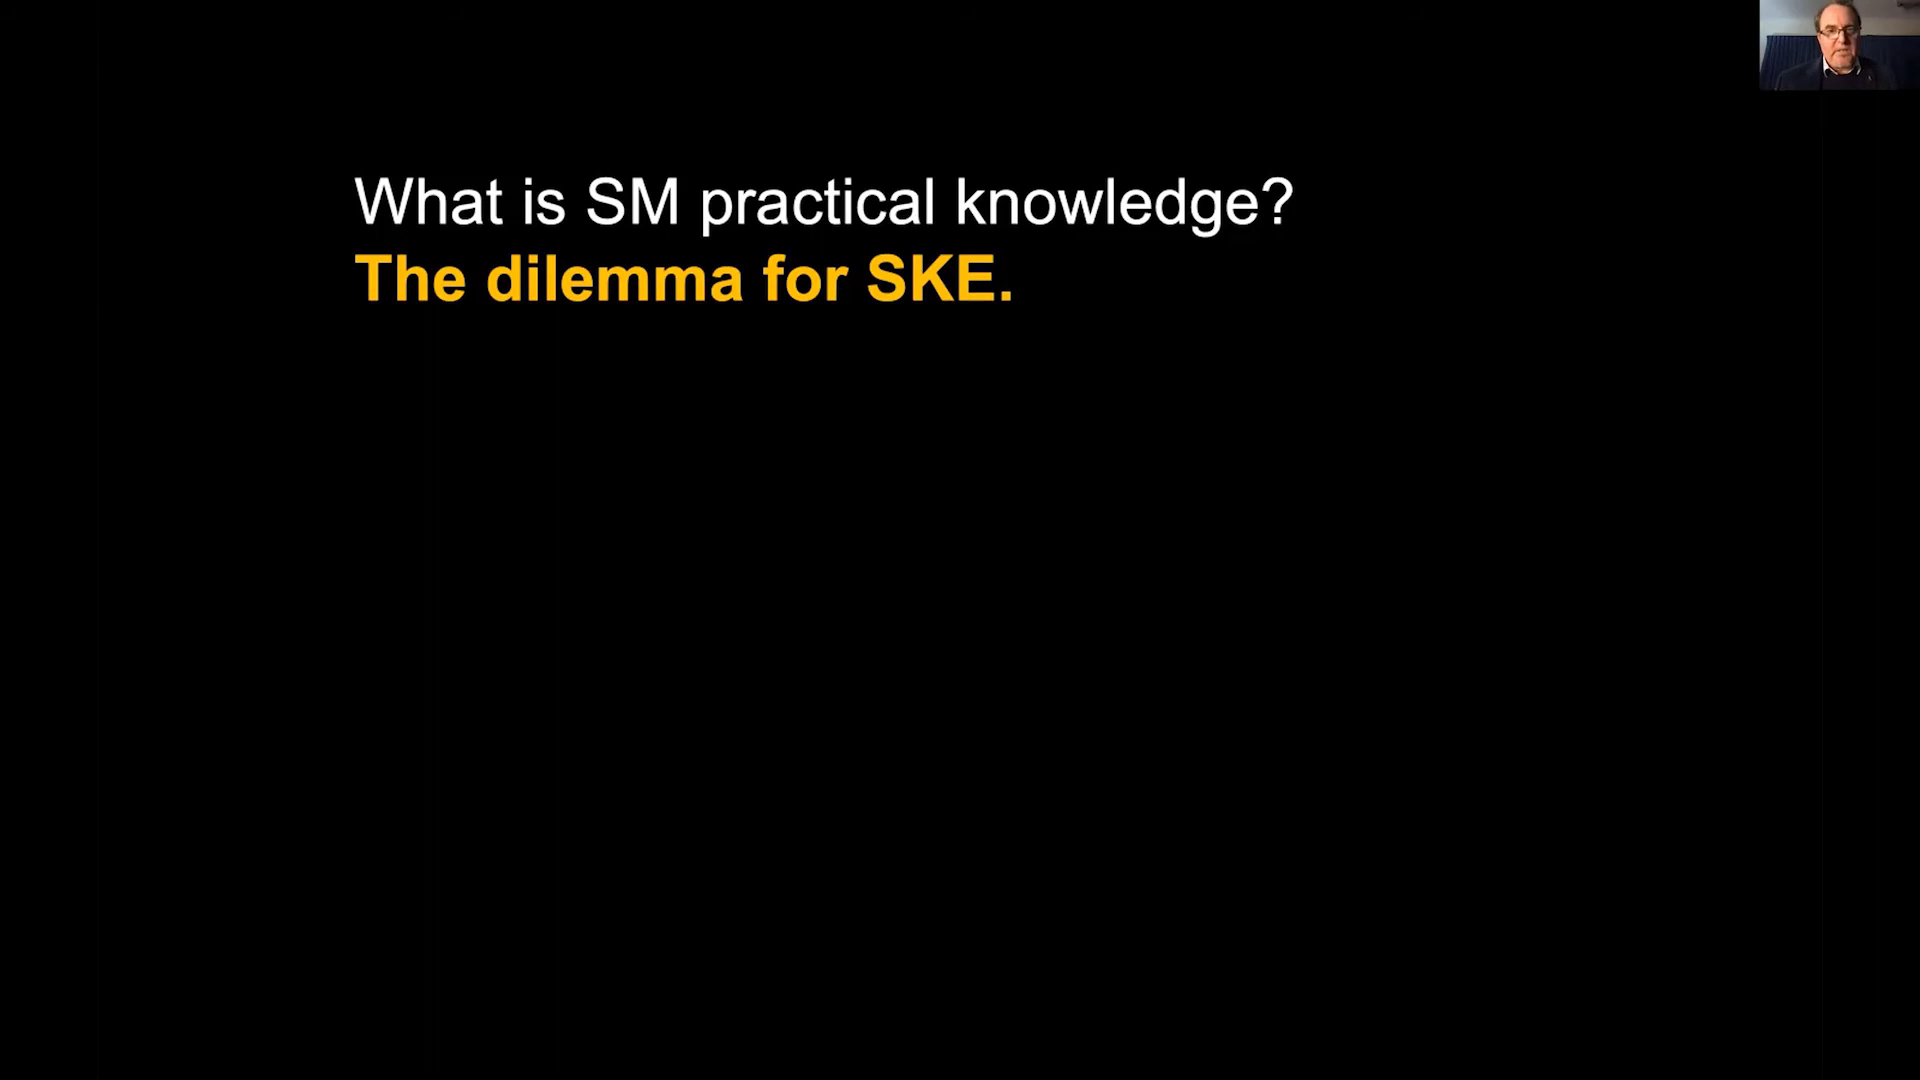 What is SM practical knowledge?
The dilemma for SKE.